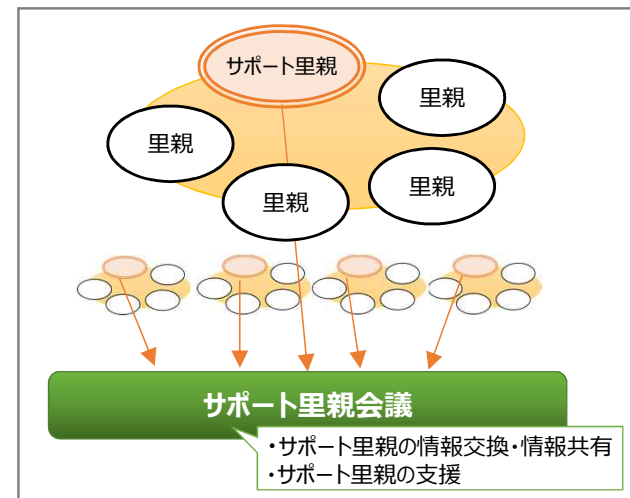 サポート里親
里親
里親
里親
里親
サポート里親会議
・サポート里親の情報交換・情報共有
・サポート里親の支援